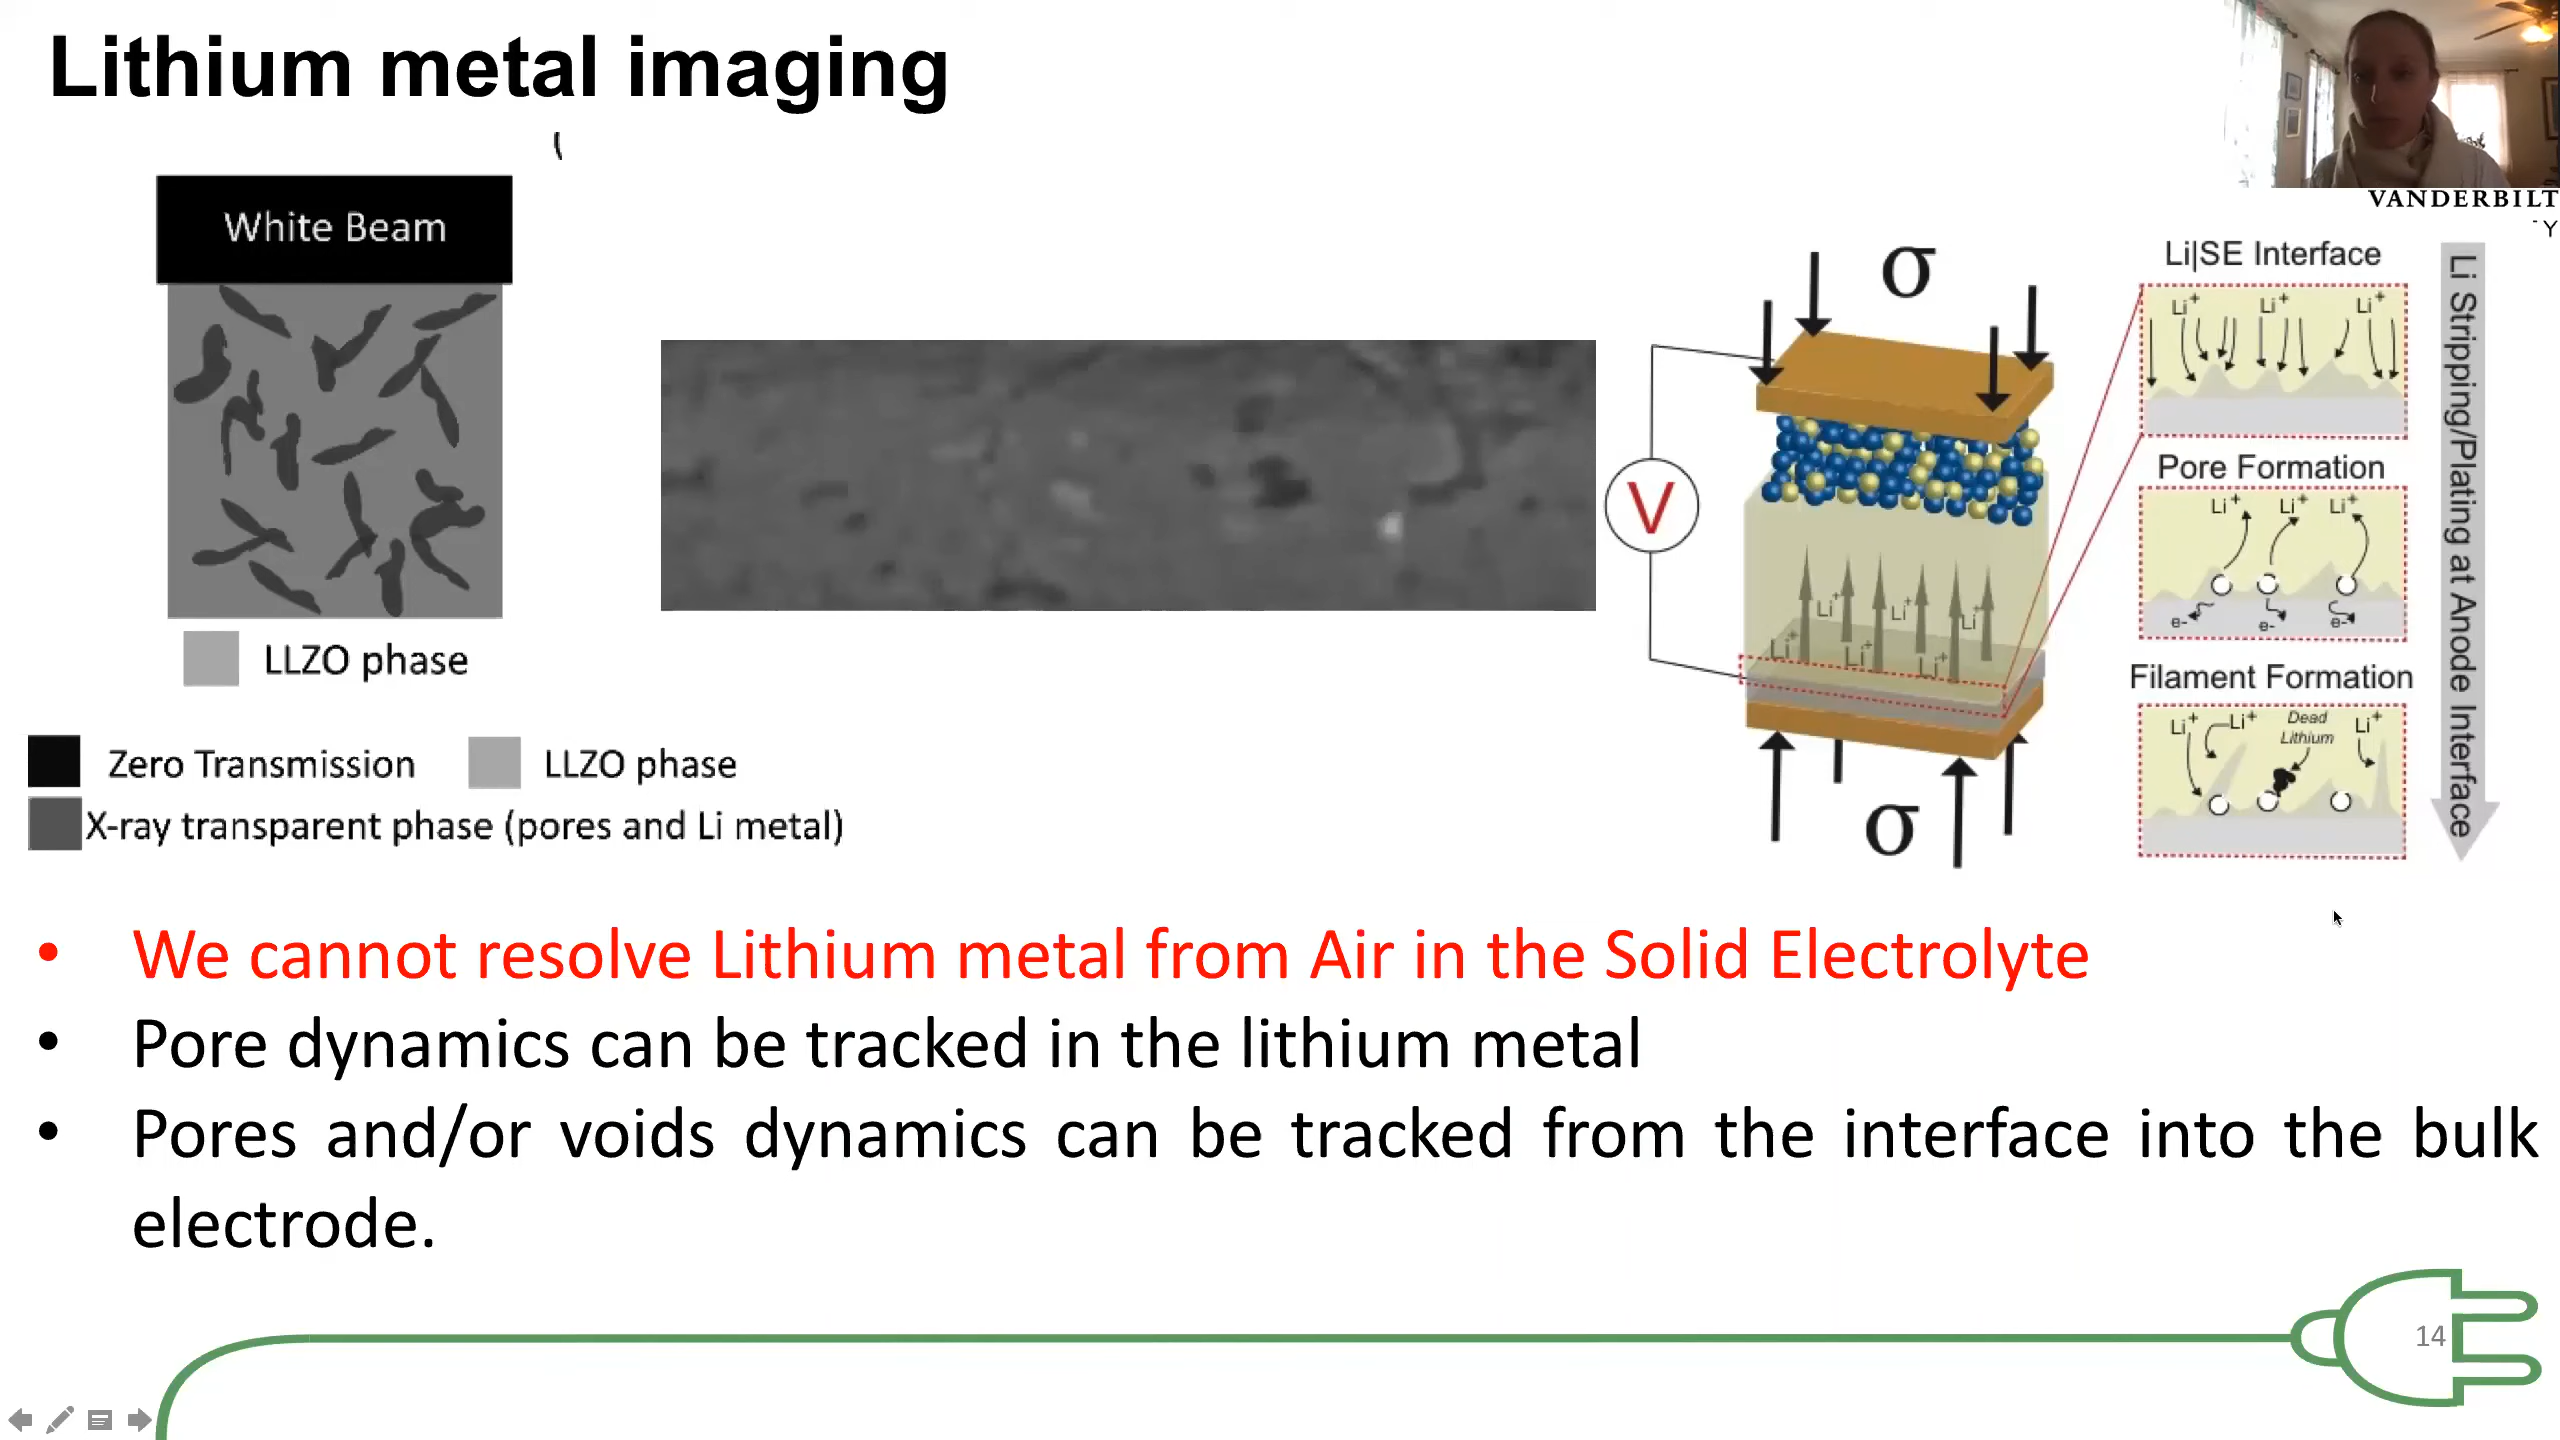 Lithium metal imaging
VANDERBILT
Y
White Beam
LLZO phase
Zero Transmission
LLZO phase
X-ray transparent phase (pores and Li metal)
σ
V
Li⁺ Li⁺ Li⁺
Li⁺ Li⁺ Li⁺
σ
Li|SE Interface
Li⁺ Li⁺ Li⁺
Pore Formation
Li⁺ Li⁺ Li⁺
e- e- e-
Filament Formation
Li⁺ Li⁺ Dead Li⁺
Lithium
Li Stripping/Plating at Anode Interface
• We cannot resolve Lithium metal from Air in the Solid Electrolyte
• Pore dynamics can be tracked in the lithium metal
• Pores and/or voids dynamics can be tracked from the interface into the bulk
electrode.
14